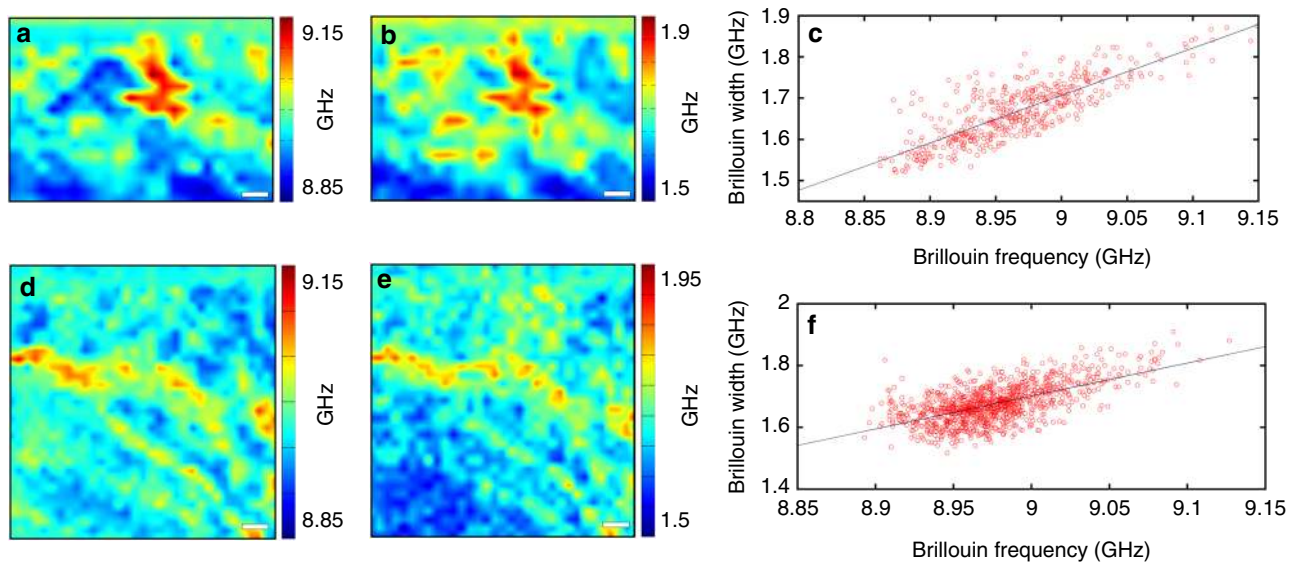 a
9.15
GHz
8.85
b
1.9
GHz
1.5
c
Brillouin width (GHz)
1.9
1.8
1.7
1.6
1.5
8.8 8.85 8.9 8.95 9 9.05 9.1 9.15
Brillouin frequency (GHz)
d
9.15
GHz
8.85
e
1.95
GHz
1.5
f
Brillouin width (GHz)
2
1.8
1.6
1.4
8.85 8.9 8.95 9 9.05 9.1 9.15
Brillouin frequency (GHz)